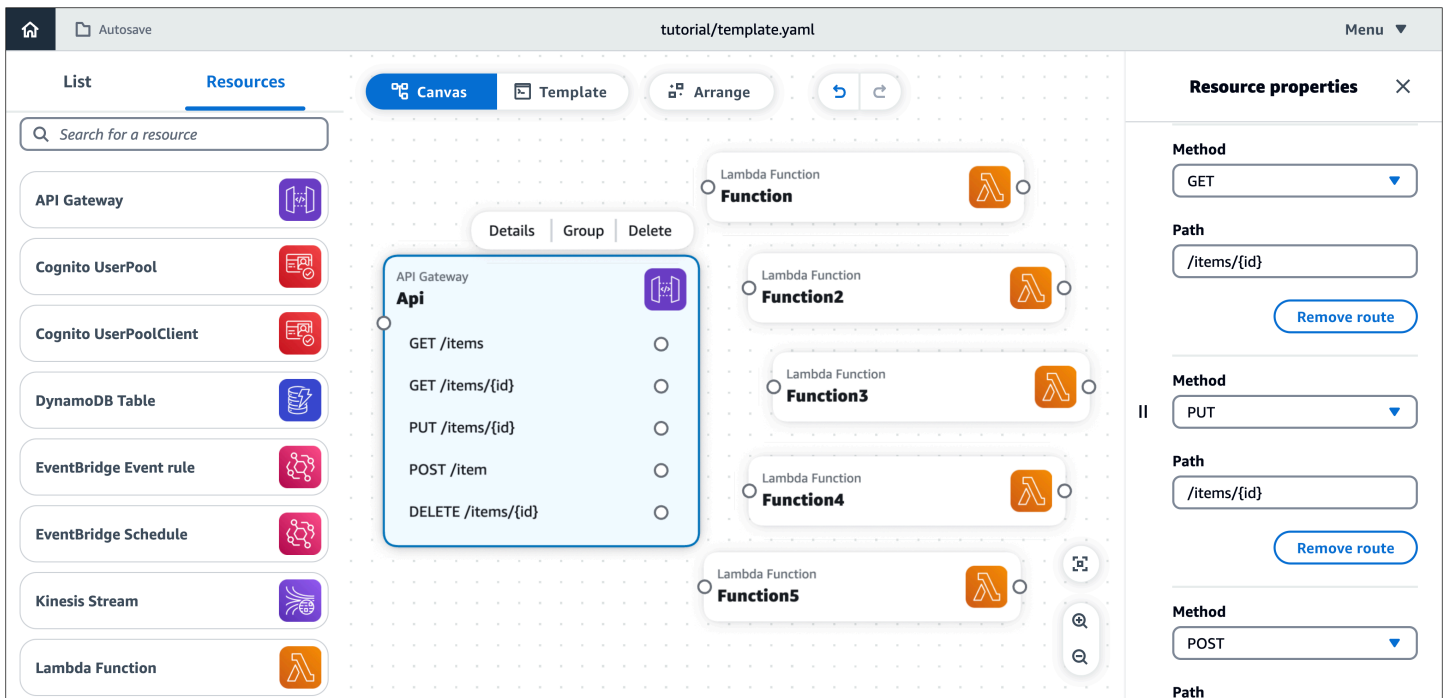 Autosave
tutorial/template.yaml
Menu
List
Resources
Search for a resource
API Gateway
Cognito UserPool
Cognito UserPoolClient
DynamoDB Table
EventBridge Event rule
EventBridge Schedule
Kinesis Stream
Lambda Function
Canvas
Template
Arrange
Details
Group
Delete
API Gateway
Api
GET /items
GET /items/{id}
PUT /items/{id}
POST /item
DELETE /items/{id}
Lambda Function
Function
Lambda Function
Function2
Lambda Function
Function3
Lambda Function
Function4
Lambda Function
Function5
Resource properties
Method
GET
Path
/items/{id}
Remove route
Method
PUT
Path
/items/{id}
Remove route
Method
POST
Path